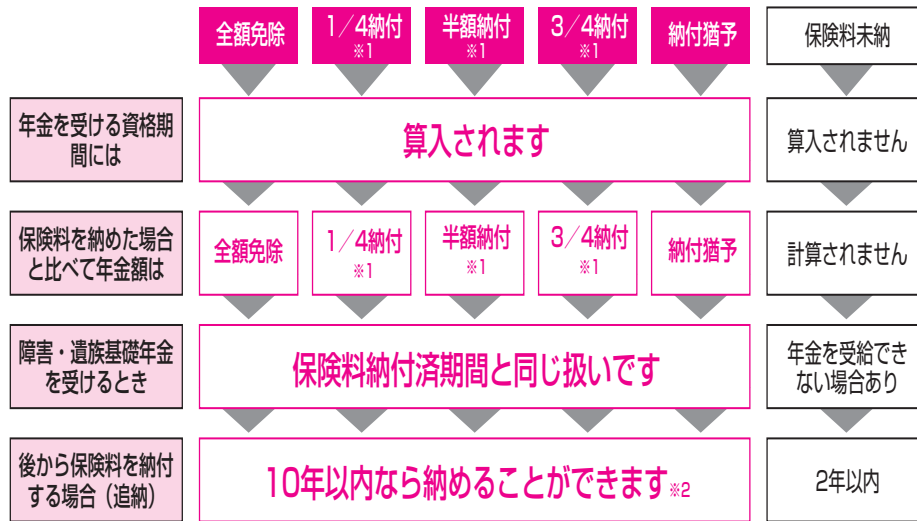 全額免除
1/4納付
※1
半額納付
※1
3/4納付
※1
納付猶予
保険料未納
年金を受ける資格期
間には
算入されます
算入されません
保険料を納めた場合
と比べて年金額は
全額免除
1/4納付
※1
半額納付
※1
3/4納付
※1
納付猶予
計算されません
障害・遺族基礎年金
を受けるとき
保険料納付済期間と同じ扱いです
年金を受給でき
ない場合あり
後から保険料を納付
する場合（追納）
10年以内なら納めることができます※2
2年以内